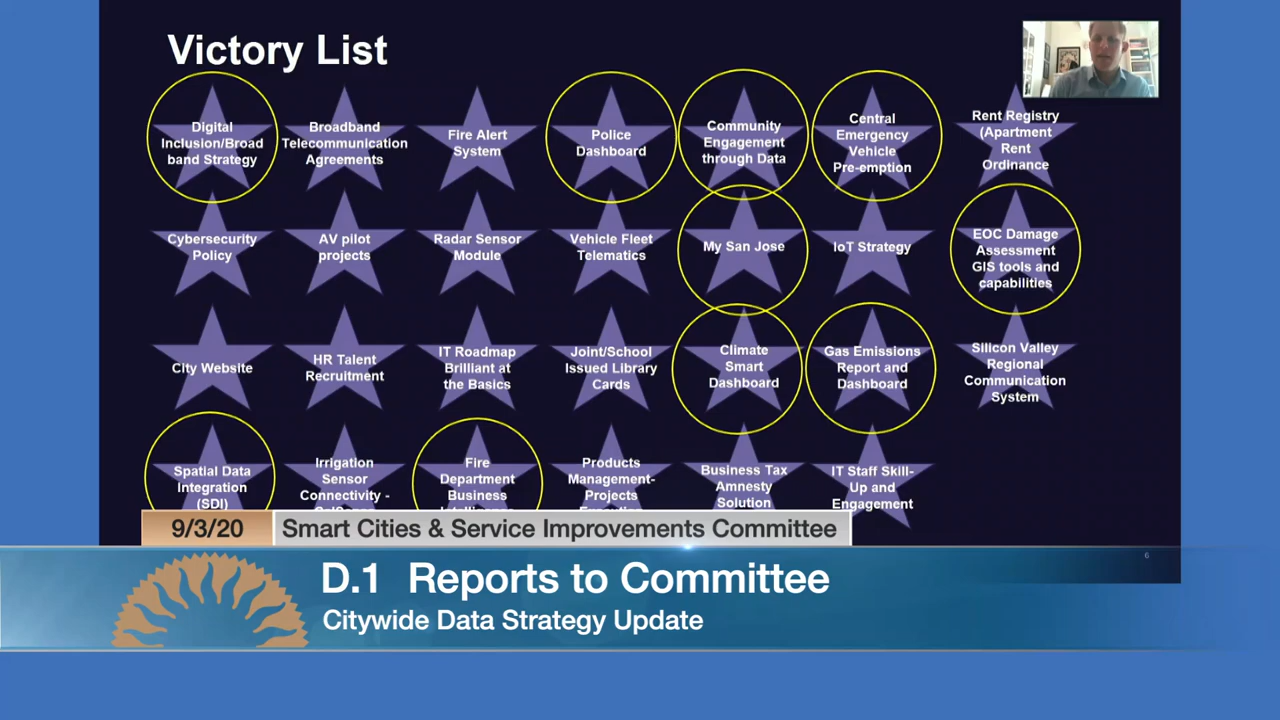 Victory List
Digital
Inclusion/Broad
band Strategy
Broadband
Telecommunication
Agreements
Fire Alert
System
Police
Dashboard
Community
Engagement
through Data
Central
Emergency
Vehicle
Pre-emption
Rent Registry
(Apartment
Rent
Ordinance
Cybersecurity
Policy
AV pilot
projects
Radar Sensor
Module
Vehicle Fleet
Telematics
My San Jose
IoT Strategy
EOC Damage
Assessment
GIS tools and
capabilities
City Website
HR Talent
Recruitment
IT Roadmap
Brilliant at
the Basics
Joint/School
Issued Library
Cards
Climate
Smart
Dashboard
Gas Emissions
Report and
Dashboard
Silicon Valley
Regional
Communication
System
Spatial Data
Integration
(SDI)
Irrigation
Sensor
Connectivity -
Fire
Department
Business
Products
Management-
Projects
Business Tax
Amnesty
Solution
IT Staff Skill-
Up and
Engagement
9/3/20
Smart Cities & Service Improvements Committee
6
D.1 Reports to Committee
Citywide Data Strategy Update